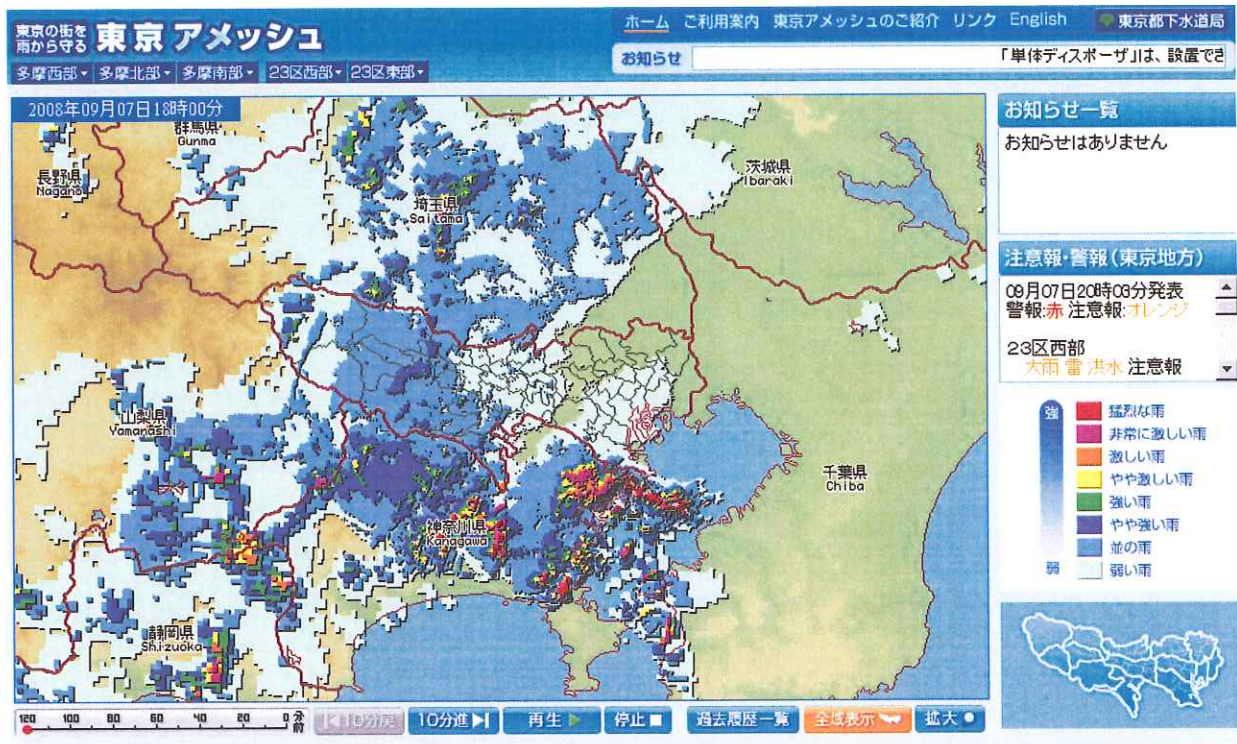 東京の街を
雨から守る 東京 アメッシュ
ホーム ご利用案内 東京アメッシュのご紹介 リンク English 東京都下水道局
お知らせ 「単体ディスポーザ」は、設置でき
多摩西部 多摩北部 多摩南部 23区西部 23区東部
2008年09月07日18時00分
群馬県
Gunma
長野県
Nagano
埼玉県
Saitama
茨城県
Ibaraki
山梨県
Yamanashi
千葉県
Chiba
神奈川県
Kanagawa
静岡県
Shizuoka
お知らせ一覧
お知らせはありません
注意報・警報(東京地方)
09月07日20時03分発表
警報:赤 注意報:オレンジ
23区西部
大雨 雷 洪水 注意報
強
猛烈な雨
非常に激しい雨
激しい雨
やや激しい雨
強い雨
やや強い雨
並の雨
弱 弱い雨
120 100 80 60 40 20 0 分前
10分戻 10分進 再生 停止 過去履歴一覧 全域表示 拡大